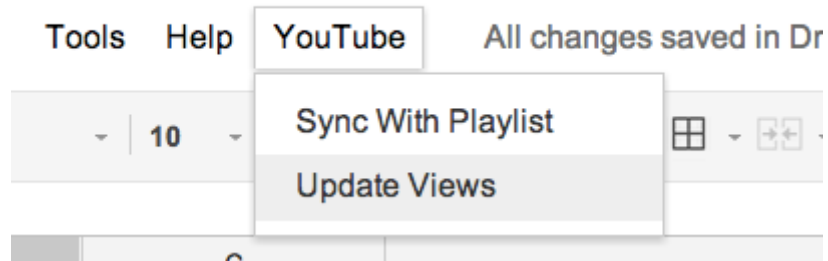 Tools Help YouTube All changes saved in Dr
10 Sync With Playlist
Update Views